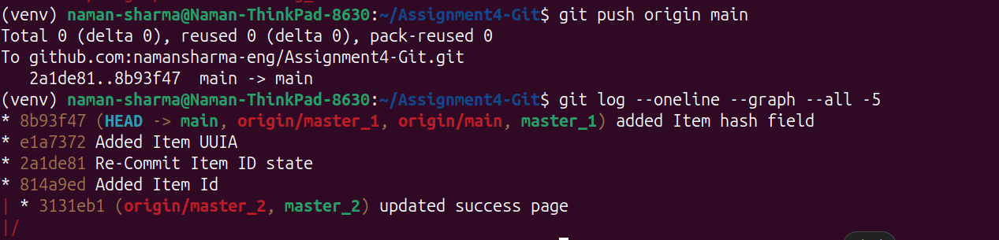 (venv) naman-sharma@Naman-ThinkPad-8630:~/Assignment4-Git$ git push origin main
Total 0 (delta 0), reused 0 (delta 0), pack-reused 0
To github.com:namansharma-eng/Assignment4-Git.git
   2a1de81..8b93f47  main -> main
(venv) naman-sharma@Naman-ThinkPad-8630:~/Assignment4-Git$ git log --oneline --graph --all -5
* 8b93f47 (HEAD -> main, origin/master_1, origin/main, master_1) added Item hash field
* e1a7372 Added Item UUIA
* 2a1de81 Re-Commit Item ID state
* 814a9ed Added Item Id
| * 3131eb1 (origin/master_2, master_2) updated success page
|/